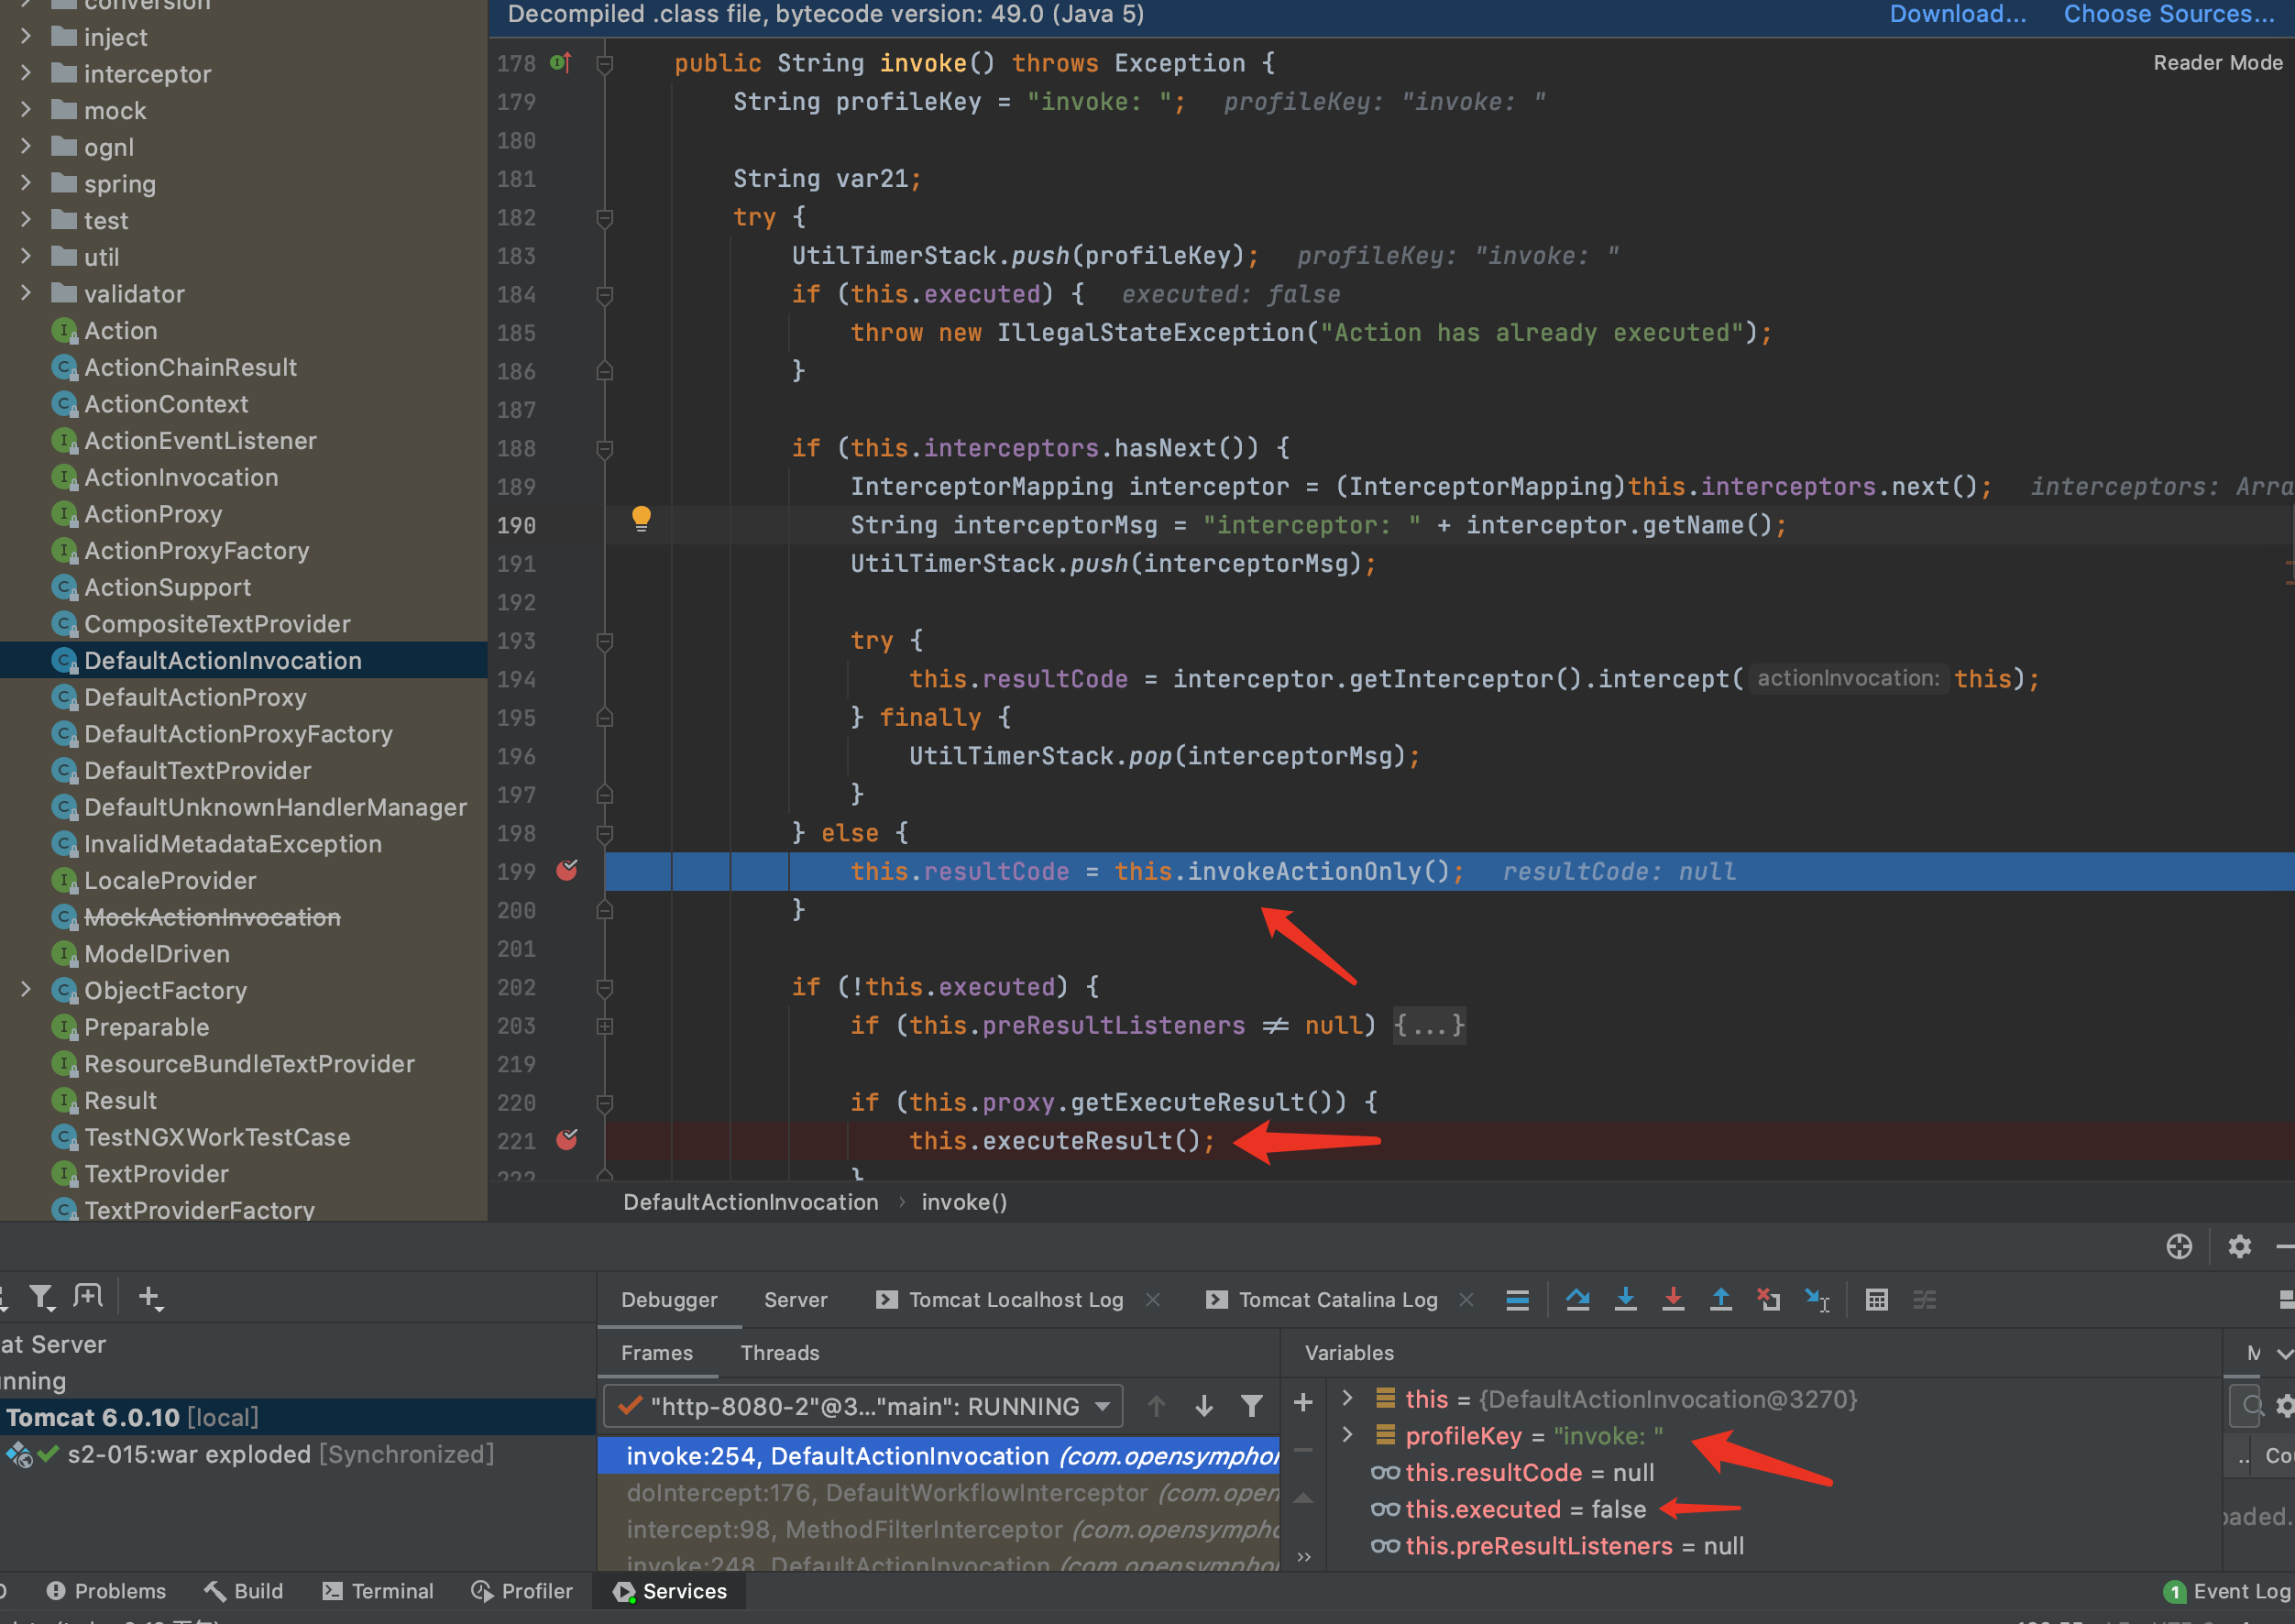 conversion
inject
interceptor
mock
ognl
spring
test
util
validator
Action
ActionChainResult
ActionContext
ActionEventListener
ActionInvocation
ActionProxy
ActionProxyFactory
ActionSupport
CompositeTextProvider
DefaultActionInvocation
DefaultActionProxy
DefaultActionProxyFactory
DefaultTextProvider
DefaultUnknownHandlerManager
InvalidMetadataException
LocaleProvider
MockActionInvocation
ModelDriven
ObjectFactory
Preparable
ResourceBundleTextProvider
Result
TestNGXWorkTestCase
TextProvider
TextProviderFactory
Decompiled .class file, bytecode version: 49.0 (Java 5) Download... Choose Sources...
Reader Mode
178 public String invoke() throws Exception {
179 String profileKey = "invoke: "; profileKey: "invoke: "
180
181 String var21;
182 try {
183 UtilTimerStack.push(profileKey); profileKey: "invoke: "
184 if (this.executed) { executed: false
185 throw new IllegalStateException("Action has already executed");
186 }
187
188 if (this.interceptors.hasNext()) {
189 InterceptorMapping interceptor = (InterceptorMapping)this.interceptors.next(); interceptors: Arra
190 String interceptorMsg = "interceptor: " + interceptor.getName();
191 UtilTimerStack.push(interceptorMsg);
192
193 try {
194 this.resultCode = interceptor.getInterceptor().intercept( actionInvocation: this);
195 } finally {
196 UtilTimerStack.pop(interceptorMsg);
197 }
198 } else {
199 this.resultCode = this.invokeActionOnly(); resultCode: null
200 }
201
202 if (!this.executed) {
203 if (this.preResultListeners ≠ null) {...}
219
220 if (this.proxy.getExecuteResult()) {
221 this.executeResult();
222 }
DefaultActionInvocation › invoke()
at Server
nning
Tomcat 6.0.10 [local]
s2-015:war exploded [Synchronized]
Debugger Server Tomcat Localhost Log Tomcat Catalina Log
Frames Threads
"http-8080-2"@3..."main": RUNNING
invoke:254, DefaultActionInvocation (com.opensymphon
doIntercept:176, DefaultWorkflowInterceptor (com.open
intercept:98, MethodFilterInterceptor (com.opensympho
invoke:248, DefaultActionInvocation (com.opensymphon
Variables
this = {DefaultActionInvocation@3270}
profileKey = "invoke: "
this.resultCode = null
this.executed = false
this.preResultListeners = null
.. Co
oaded.
Problems Build Terminal Profiler Services 1 Event Log